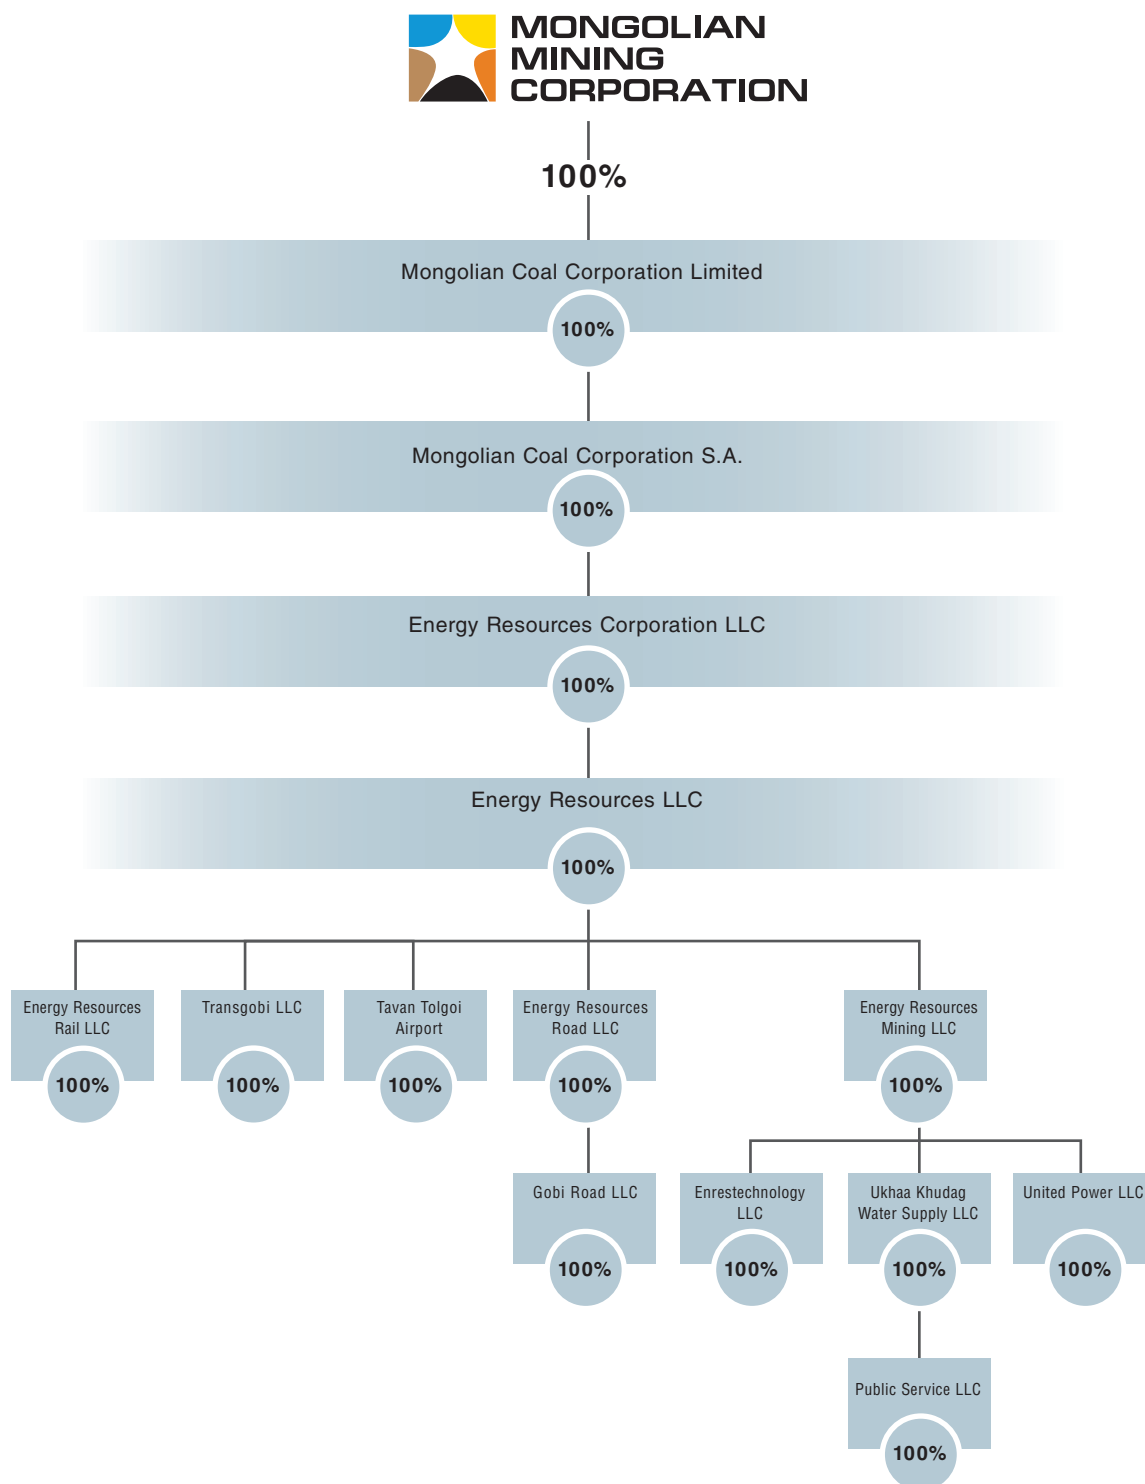 MONGOLIAN
MINING
CORPORATION
100%
Mongolian Coal Corporation Limited
100%
Mongolian Coal Corporation S.A.
100%
Energy Resources Corporation LLC
100%
Energy Resources LLC
100%
Energy Resources
Rail LLC
100%
Transgobi LLC
100%
Tavan Tolgoi
Airport
100%
Energy Resources
Road LLC
100%
Energy Resources
Mining LLC
100%
Gobi Road LLC
100%
Enrestechnology
LLC
100%
Ukhaa Khudag
Water Supply LLC
100%
United Power LLC
100%
Public Service LLC
100%